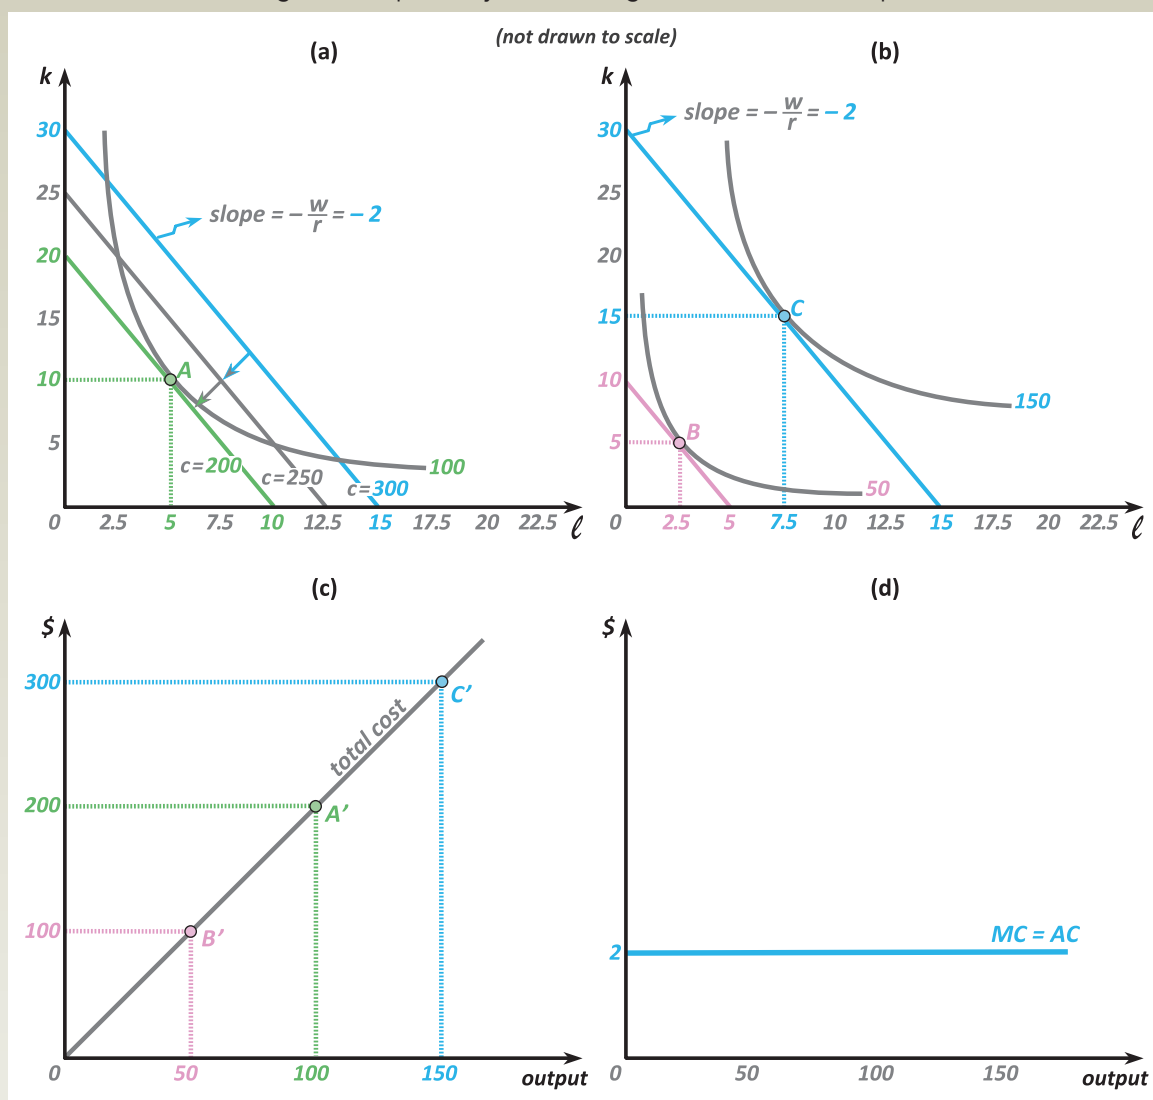 (not drawn to scale)
(a)
k
30
25
20
15
10
5
0 2.5 5 7.5 10 12.5 15 17.5 20 22.5 ℓ
slope = – w/r = – 2
A
c=200
c=250
c=300
100
(b)
k
30
25
20
15
10
5
0 2.5 5 7.5 10 12.5 15 17.5 20 22.5 ℓ
slope = – w/r = – 2
C
B
150
50
(c)
$
300
200
100
0 50 100 150 output
total cost
C’
A’
B’
(d)
$
2
MC = AC
0 50 100 150 output